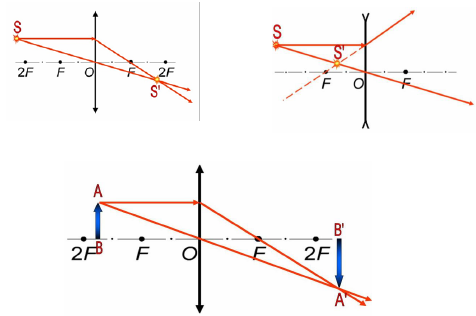 S
2F F O F 2F
S'
S
S'
F O F
A
B B'
2F F O F 2F
A'